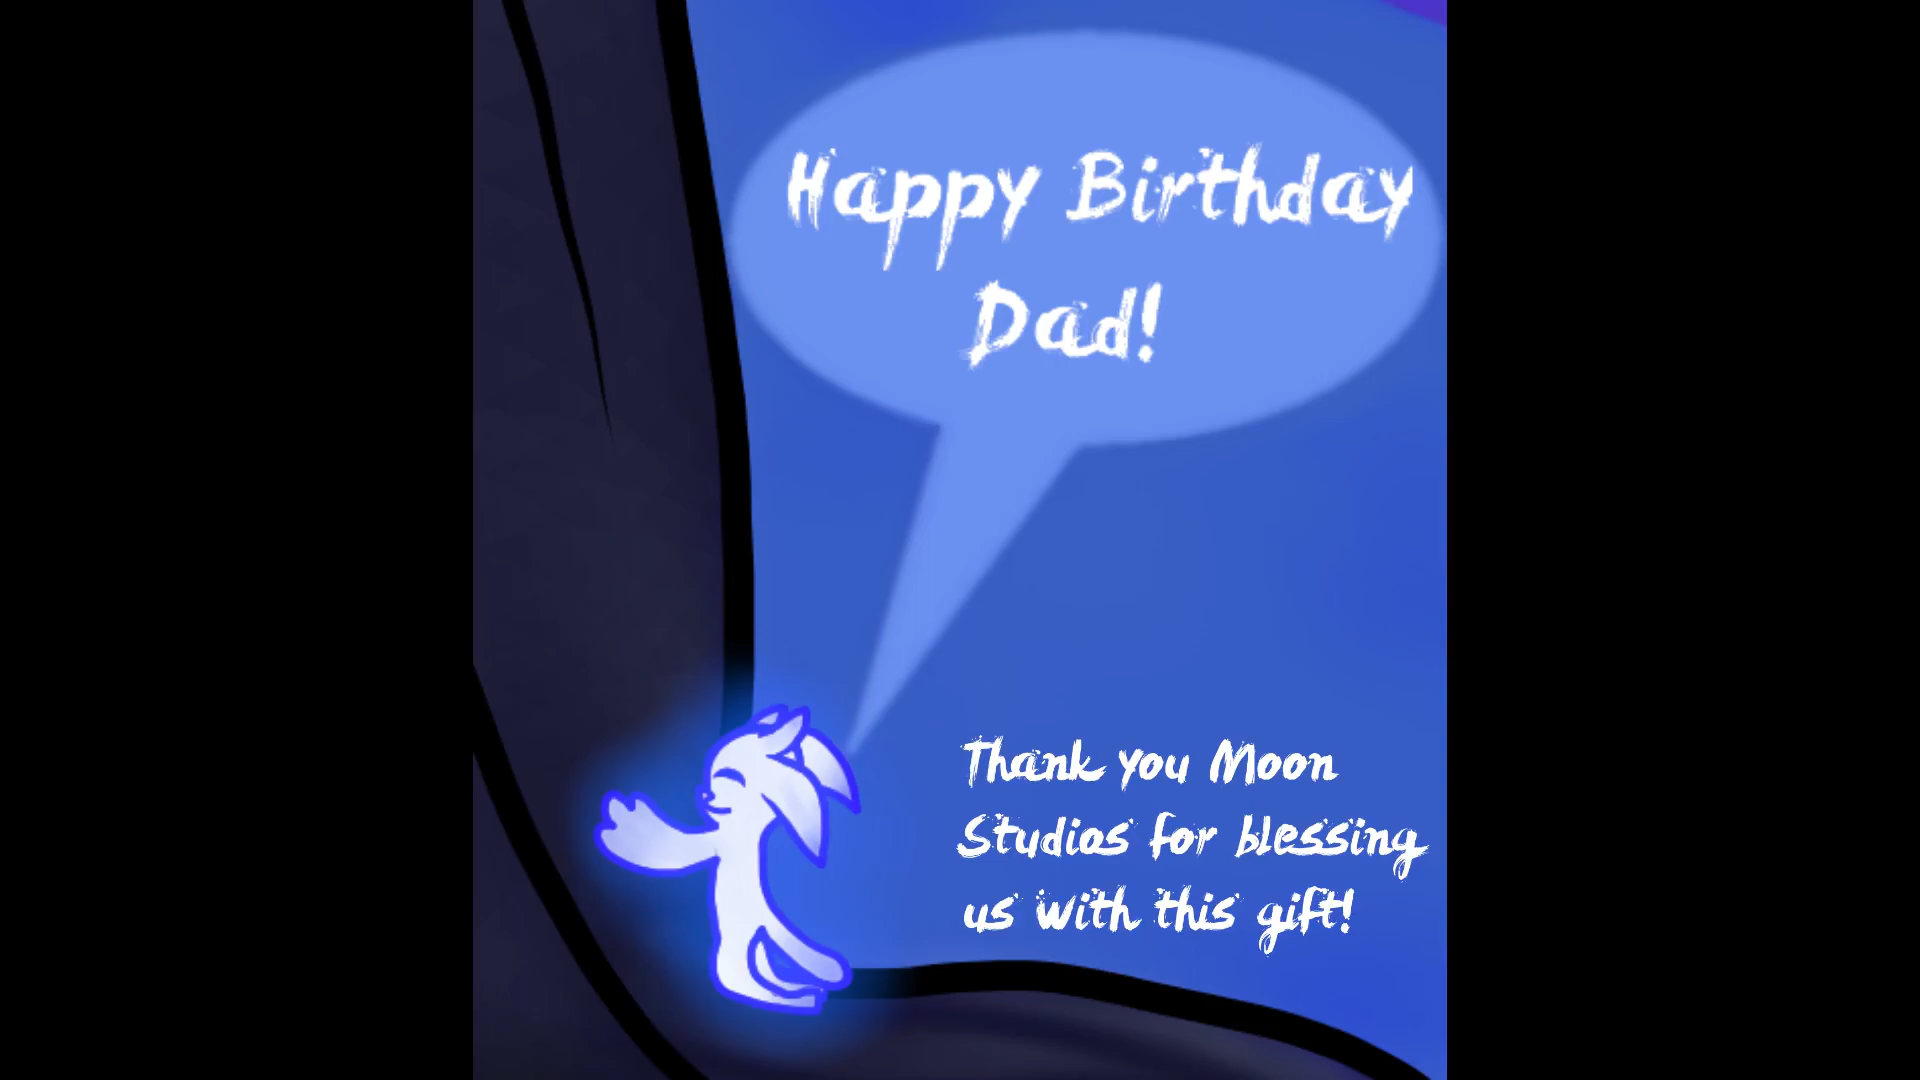 Happy Birthday
Dad!
Thank you Moon
Studios for blessing
us with this gift!